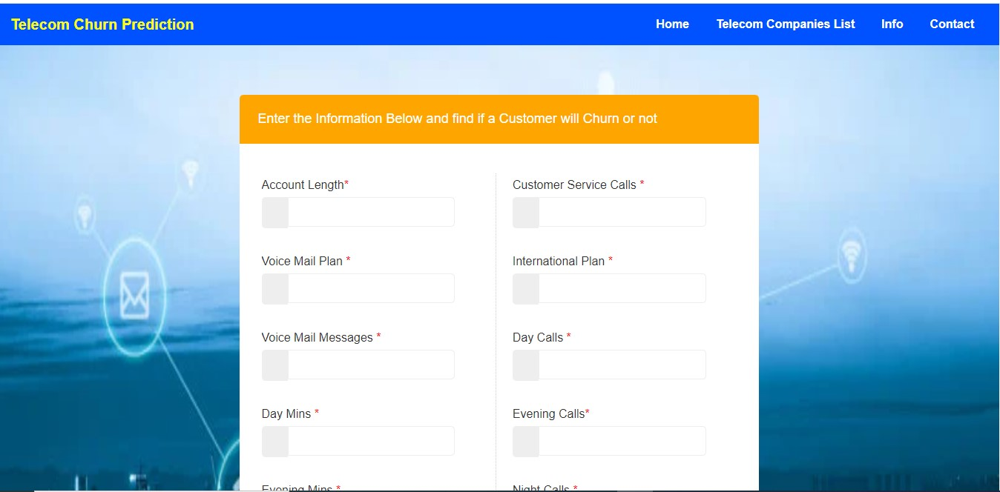 Telecom Churn Prediction
Home Telecom Companies List Info Contact
Enter the Information Below and find if a Customer will Churn or not
Account Length*
Customer Service Calls *
Voice Mail Plan *
International Plan *
Voice Mail Messages *
Day Calls *
Day Mins *
Evening Calls*
Evening Mins *
Night Calls *